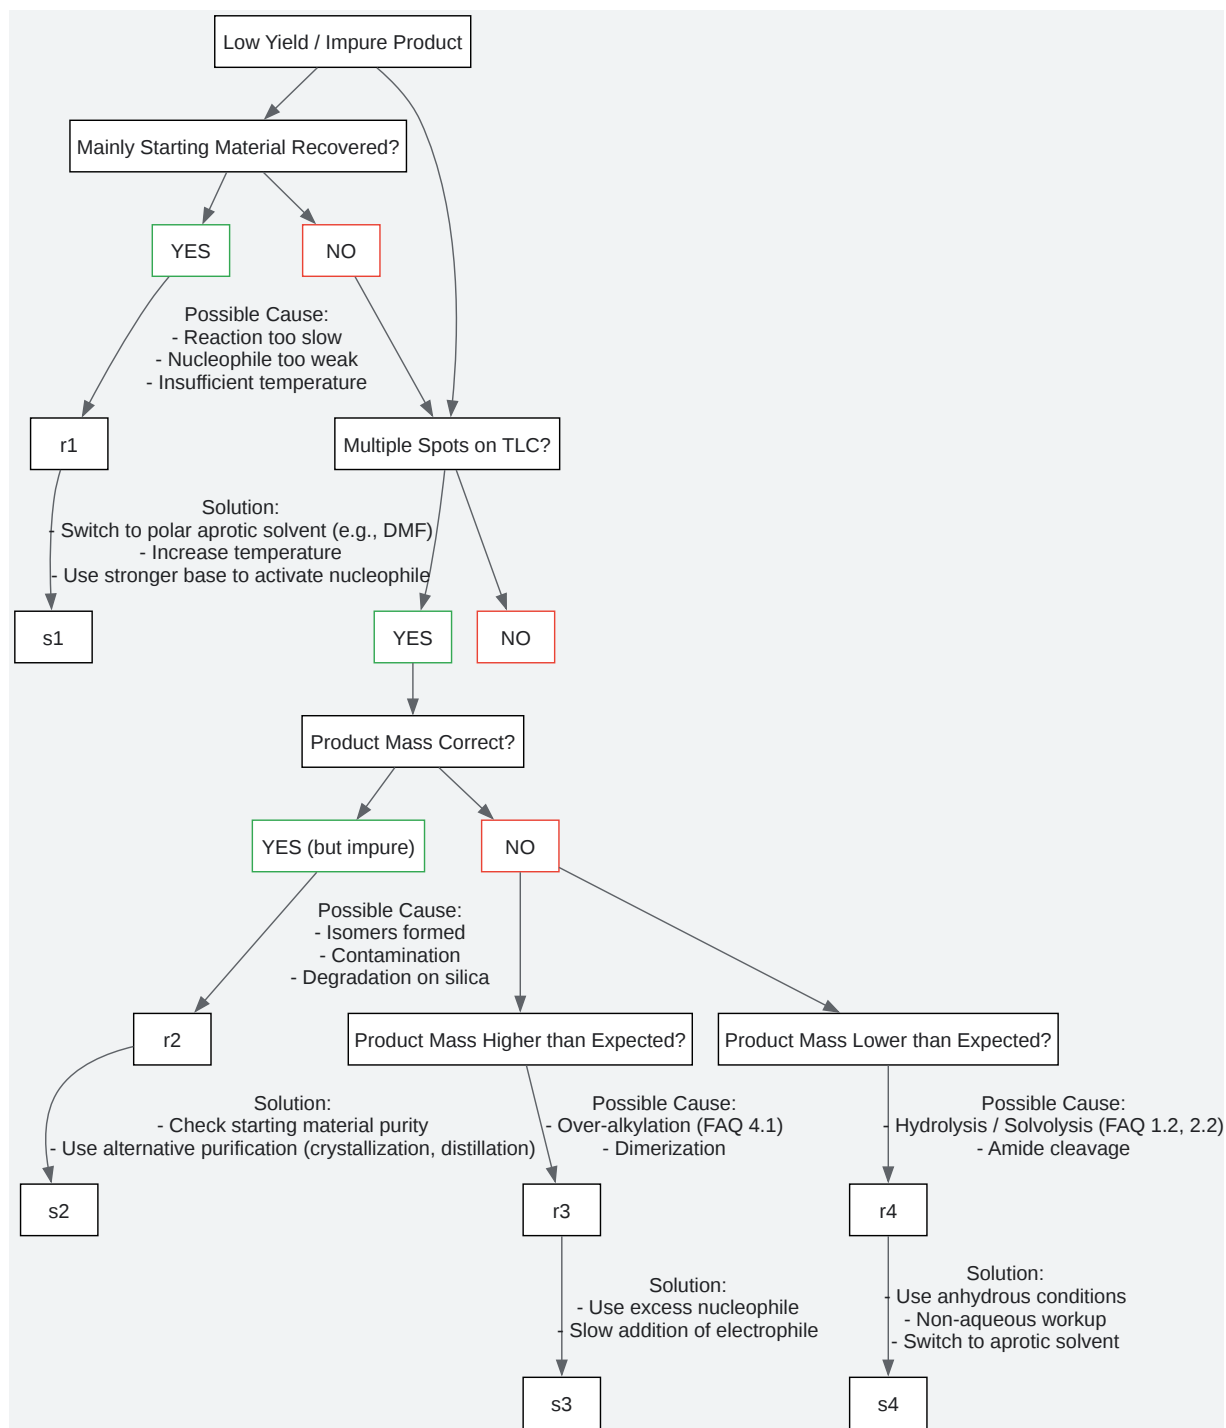 Low Yield / Impure Product
Mainly Starting Material Recovered?
YES
NO
Possible Cause:
- Reaction too slow
- Nucleophile too weak
- Insufficient temperature
r1
Multiple Spots on TLC?
Solution:
- Switch to polar aprotic solvent (e.g., DMF)
- Increase temperature
- Use stronger base to activate nucleophile
s1
YES
NO
Product Mass Correct?
YES (but impure)
NO
Possible Cause:
- Isomers formed
- Contamination
- Degradation on silica
r2
Product Mass Higher than Expected?
Product Mass Lower than Expected?
Solution:
- Check starting material purity
- Use alternative purification (crystallization, distillation)
Possible Cause:
- Over-alkylation (FAQ 4.1)
- Dimerization
Possible Cause:
- Hydrolysis / Solvolysis (FAQ 1.2, 2.2)
- Amide cleavage
s2
r3
r4
Solution:
- Use excess nucleophile
- Slow addition of electrophile
Solution:
- Use anhydrous conditions
- Non-aqueous workup
- Switch to aprotic solvent
s3
s4